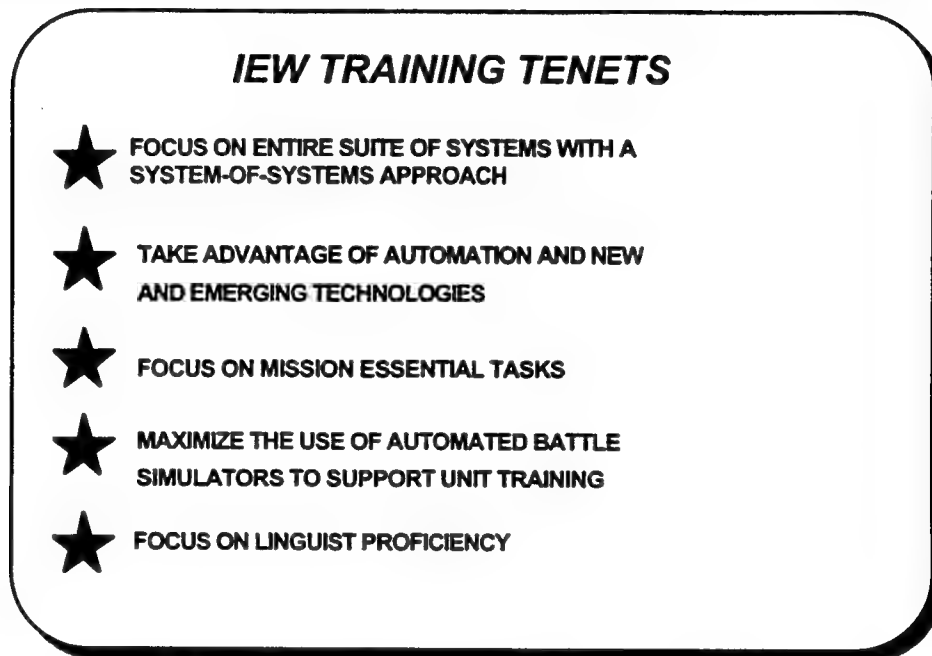 IEW TRAINING TENETS
FOCUS ON ENTIRE SUITE OF SYSTEMS WITH A
SYSTEM-OF-SYSTEMS APPROACH
TAKE ADVANTAGE OF AUTOMATION AND NEW
AND EMERGING TECHNOLOGIES
FOCUS ON MISSION ESSENTIAL TASKS
MAXIMIZE THE USE OF AUTOMATED BATTLE
SIMULATORS TO SUPPORT UNIT TRAINING
FOCUS ON LINGUIST PROFICIENCY